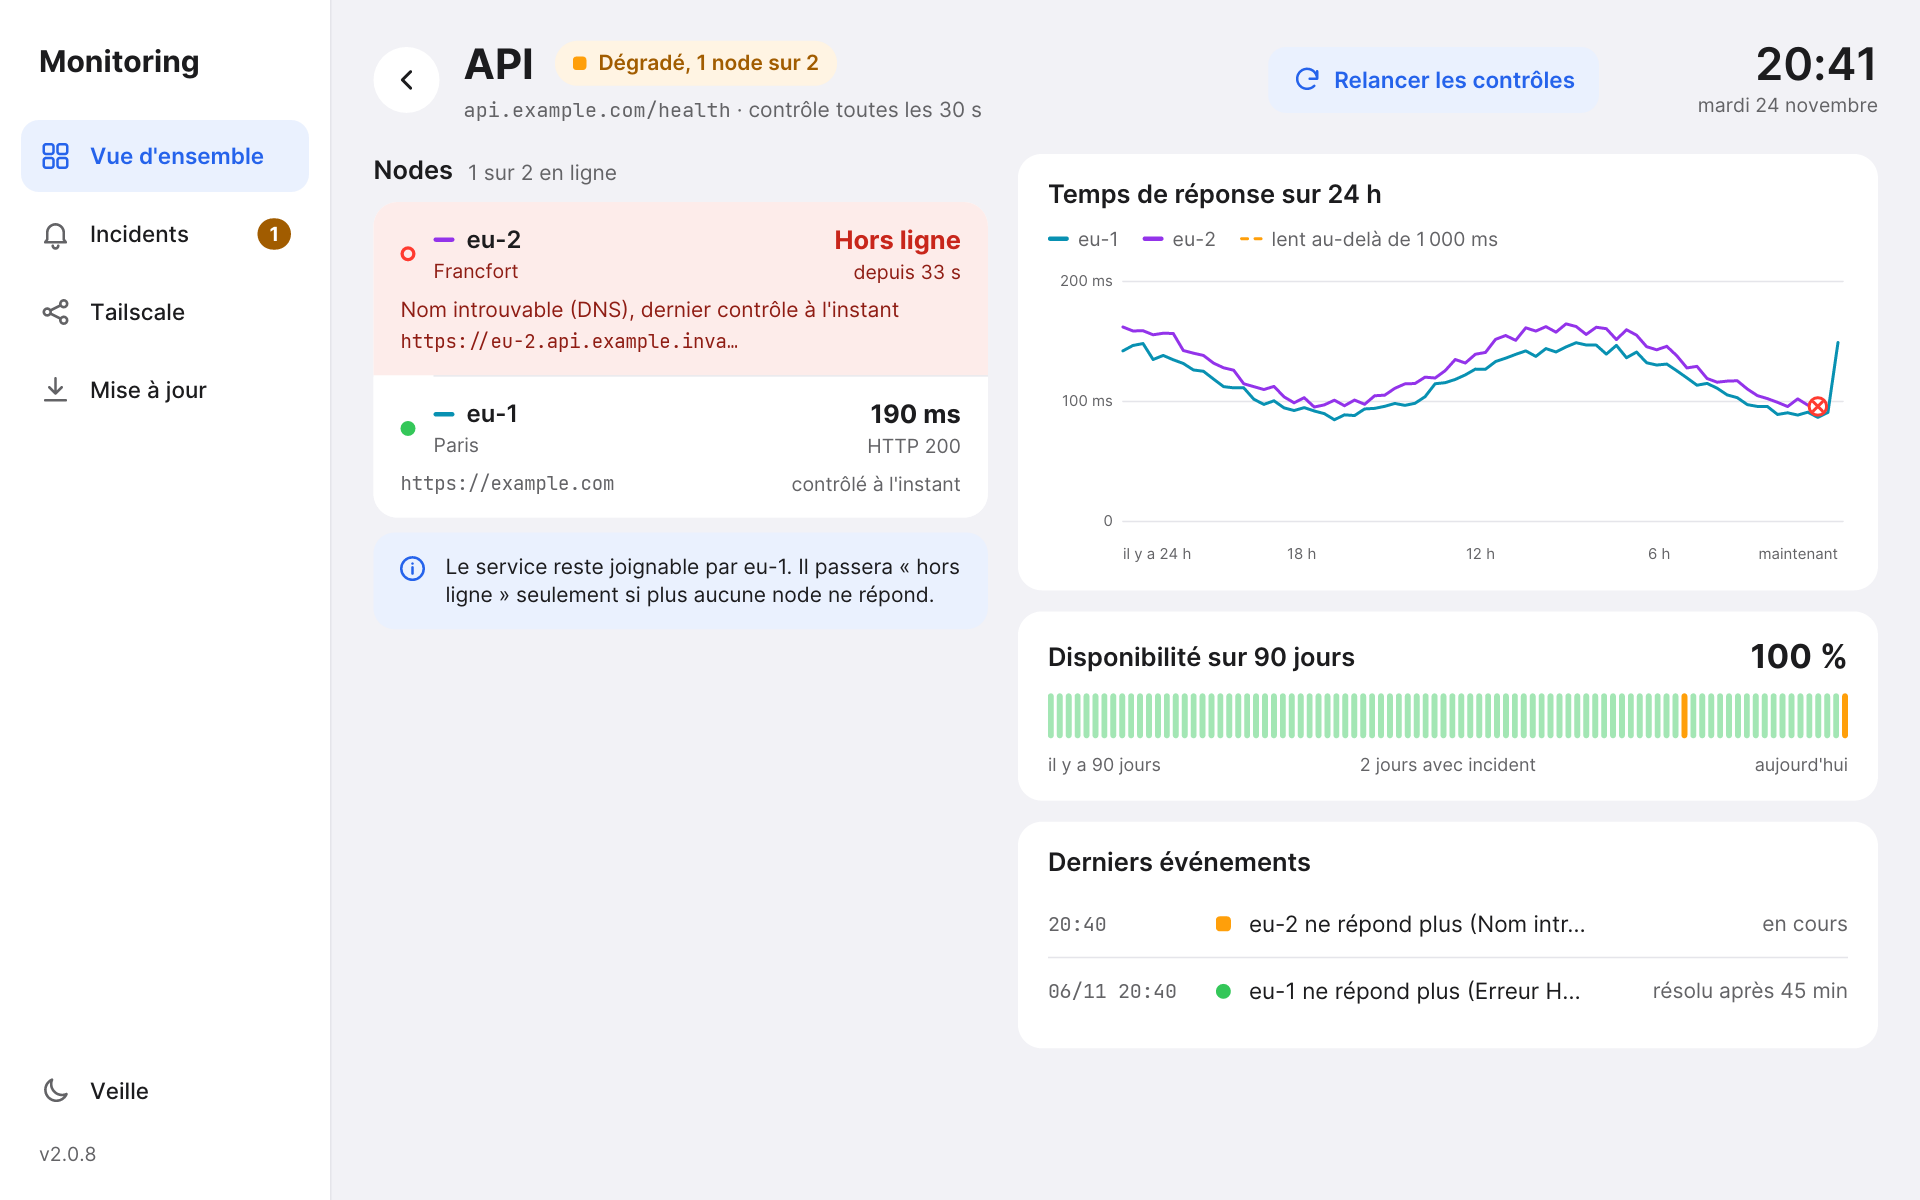 Monitoring
Vue d'ensemble
Incidents
1
Tailscale
Mise à jour
Veille
v2.0.8
API
Dégradé, 1 node sur 2
api.example.com/health · contrôle toutes les 30 s
Relancer les contrôles
20:41
mardi 24 novembre
Nodes
1 sur 2 en ligne
eu-2
Hors ligne
Francfort
depuis 33 s
Nom introuvable (DNS), dernier contrôle à l'instant
https://eu-2.api.example.inva…
eu-1
190 ms
Paris
HTTP 200
https://example.com
contrôlé à l'instant
Le service reste joignable par eu-1. Il passera « hors
ligne » seulement si plus aucune node ne répond.
Temps de réponse sur 24 h
eu-1
eu-2
lent au-delà de 1 000 ms
200 ms
100 ms
0
il y a 24 h
18 h
12 h
6 h
maintenant
Disponibilité sur 90 jours
100 %
il y a 90 jours
2 jours avec incident
aujourd'hui
Derniers événements
20:40
eu-2 ne répond plus (Nom intr…
en cours
06/11 20:40
eu-1 ne répond plus (Erreur H…
résolu après 45 min